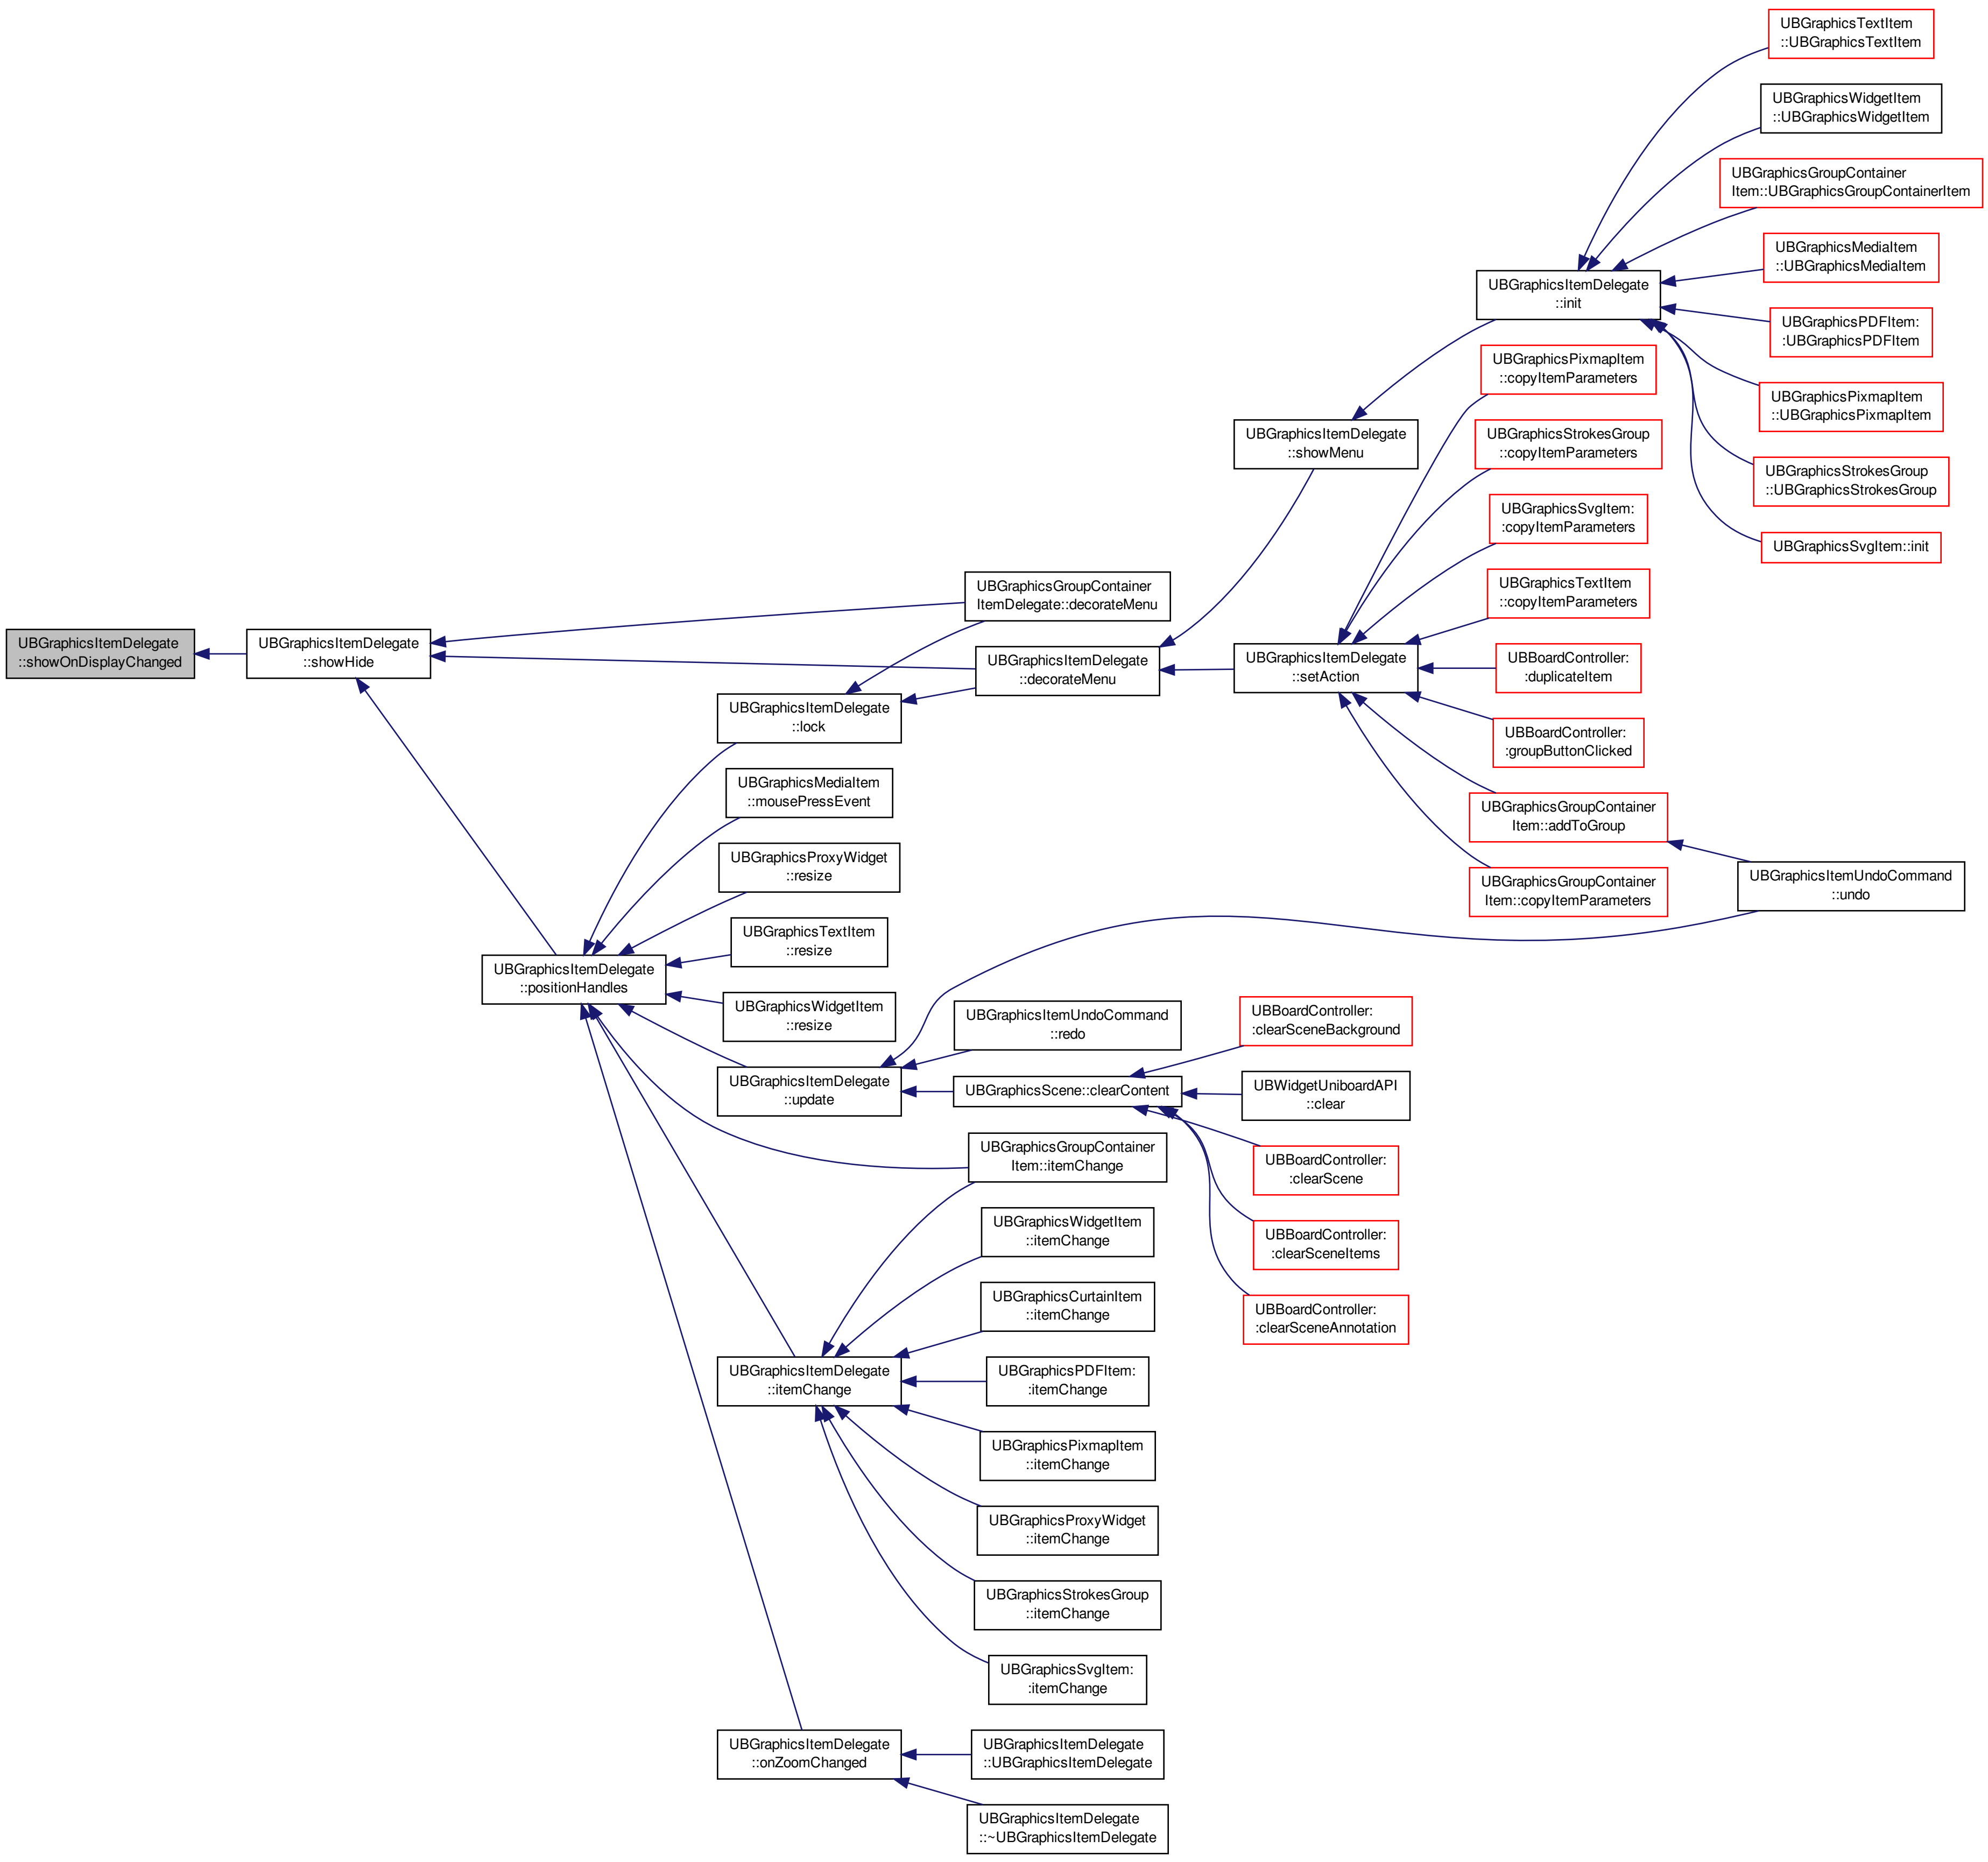 UBGraphicsItemDelegate
::showOnDisplayChanged
UBGraphicsItemDelegate
::showHide
UBGraphicsItemDelegate
::positionHandles
UBGraphicsItemDelegate
::lock
UBGraphicsMediaItem
::mousePressEvent
UBGraphicsProxyWidget
::resize
UBGraphicsTextItem
::resize
UBGraphicsWidgetItem
::resize
UBGraphicsItemDelegate
::update
UBGraphicsItemDelegate
::itemChange
UBGraphicsItemDelegate
::onZoomChanged
UBGraphicsGroupContainer
ItemDelegate::decorateMenu
UBGraphicsItemDelegate
::decorateMenu
UBGraphicsItemUndoCommand
::redo
UBGraphicsScene::clearContent
UBGraphicsGroupContainer
Item::itemChange
UBGraphicsWidgetItem
::itemChange
UBGraphicsCurtainItem
::itemChange
UBGraphicsPDFItem:
:itemChange
UBGraphicsPixmapItem
::itemChange
UBGraphicsProxyWidget
::itemChange
UBGraphicsStrokesGroup
::itemChange
UBGraphicsSvgItem:
:itemChange
UBGraphicsItemDelegate
::UBGraphicsItemDelegate
UBGraphicsItemDelegate
::~UBGraphicsItemDelegate
UBGraphicsItemDelegate
::showMenu
UBGraphicsItemDelegate
::setAction
UBBoardController:
:clearSceneBackground
UBWidgetUniboardAPI
::clear
UBBoardController:
:clearScene
UBBoardController:
:clearSceneItems
UBBoardController:
:clearSceneAnnotation
UBGraphicsItemDelegate
::init
UBGraphicsPixmapItem
::copyItemParameters
UBGraphicsStrokesGroup
::copyItemParameters
UBGraphicsSvgItem:
:copyItemParameters
UBGraphicsTextItem
::copyItemParameters
UBBoardController:
:duplicateItem
UBBoardController:
:groupButtonClicked
UBGraphicsGroupContainer
Item::addToGroup
UBGraphicsGroupContainer
Item::copyItemParameters
UBGraphicsTextItem
::UBGraphicsTextItem
UBGraphicsWidgetItem
::UBGraphicsWidgetItem
UBGraphicsGroupContainer
Item::UBGraphicsGroupContainerItem
UBGraphicsMediaItem
::UBGraphicsMediaItem
UBGraphicsPDFItem:
:UBGraphicsPDFItem
UBGraphicsPixmapItem
::UBGraphicsPixmapItem
UBGraphicsStrokesGroup
::UBGraphicsStrokesGroup
UBGraphicsSvgItem::init
UBGraphicsItemUndoCommand
::undo